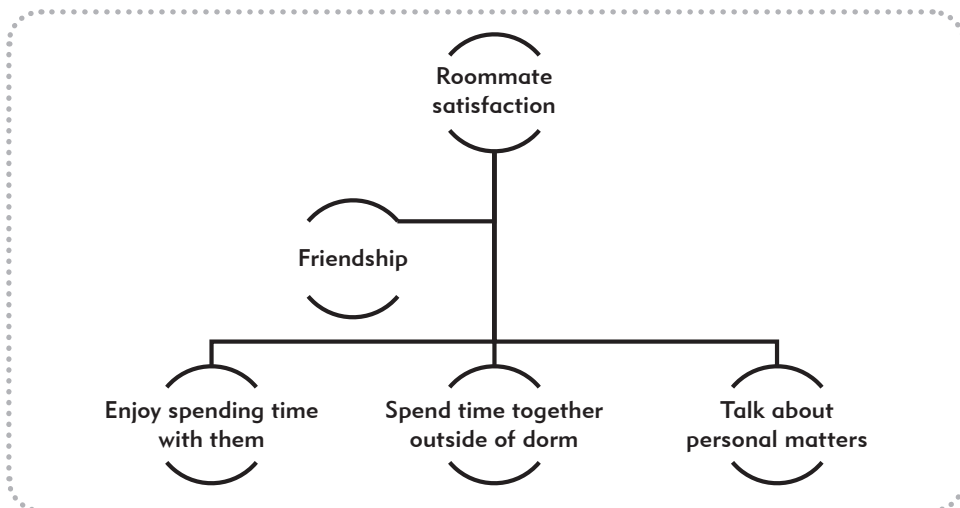 Roommate
satisfaction
Friendship
Enjoy spending time
with them
Spend time together
outside of dorm
Talk about
personal matters